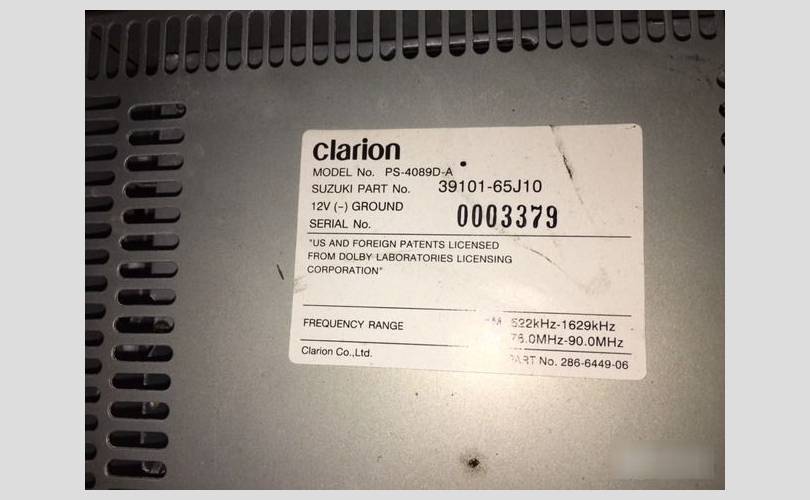 clarion
MODEL No. PS-4089D-A
SUZUKI PART No. 39101-65J10
12V (−) GROUND
SERIAL No. 0003379
"US AND FOREIGN PATENTS LICENSED
FROM DOLBY LABORATORIES LICENSING
CORPORATION"
FREQUENCY RANGE 522kHz-1629kHz
76.0MHz-90.0MHz
Clarion Co.,Ltd. PART No. 286-6449-06